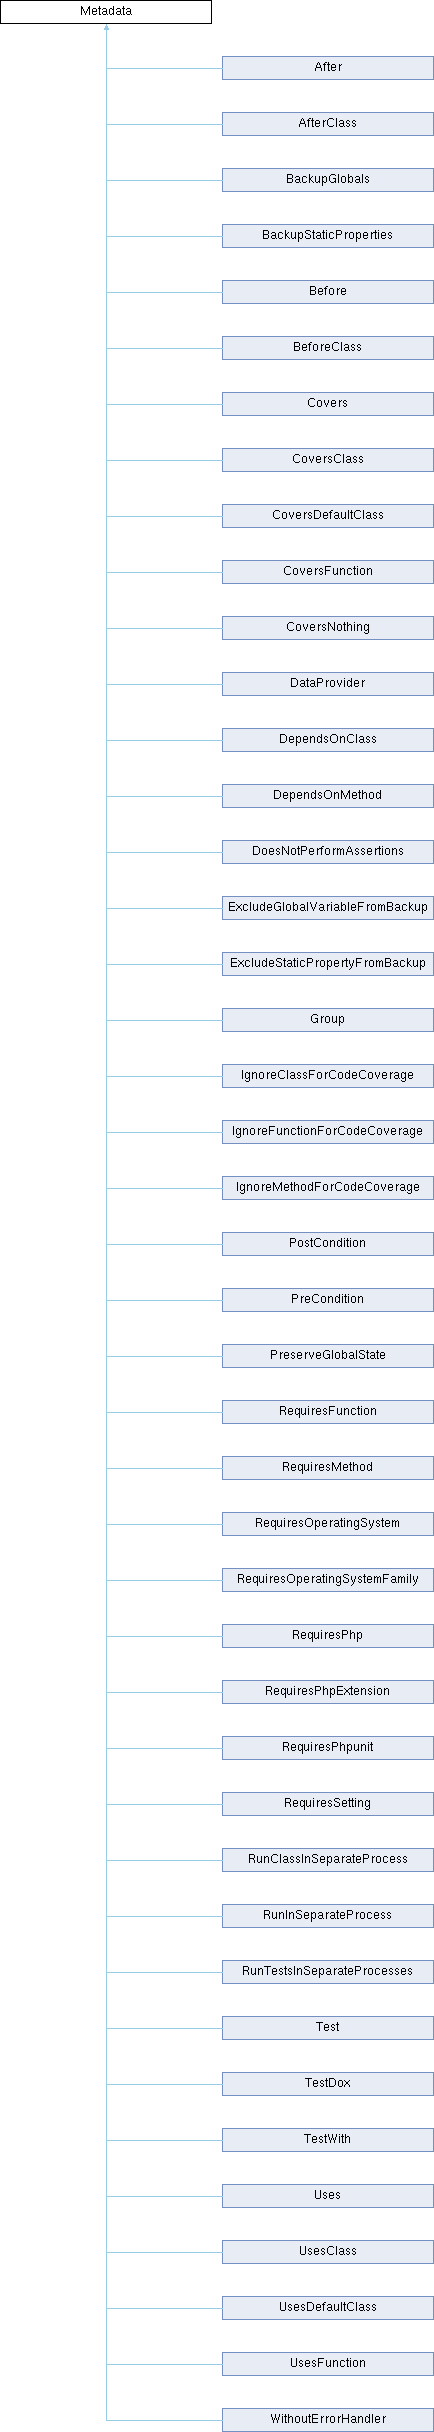 Metadata
After
AfterClass
BackupGlobals
BackupStaticProperties
Before
BeforeClass
Covers
CoversClass
CoversDefaultClass
CoversFunction
CoversNothing
DataProvider
DependsOnClass
DependsOnMethod
DoesNotPerformAssertions
ExcludeGlobalVariableFromBackup
ExcludeStaticPropertyFromBackup
Group
IgnoreClassForCodeCoverage
IgnoreFunctionForCodeCoverage
IgnoreMethodForCodeCoverage
PostCondition
PreCondition
PreserveGlobalState
RequiresFunction
RequiresMethod
RequiresOperatingSystem
RequiresOperatingSystemFamily
RequiresPhp
RequiresPhpExtension
RequiresPhpunit
RequiresSetting
RunClassInSeparateProcess
RunInSeparateProcess
RunTestsInSeparateProcesses
Test
TestDox
TestWith
Uses
UsesClass
UsesDefaultClass
UsesFunction
WithoutErrorHandler